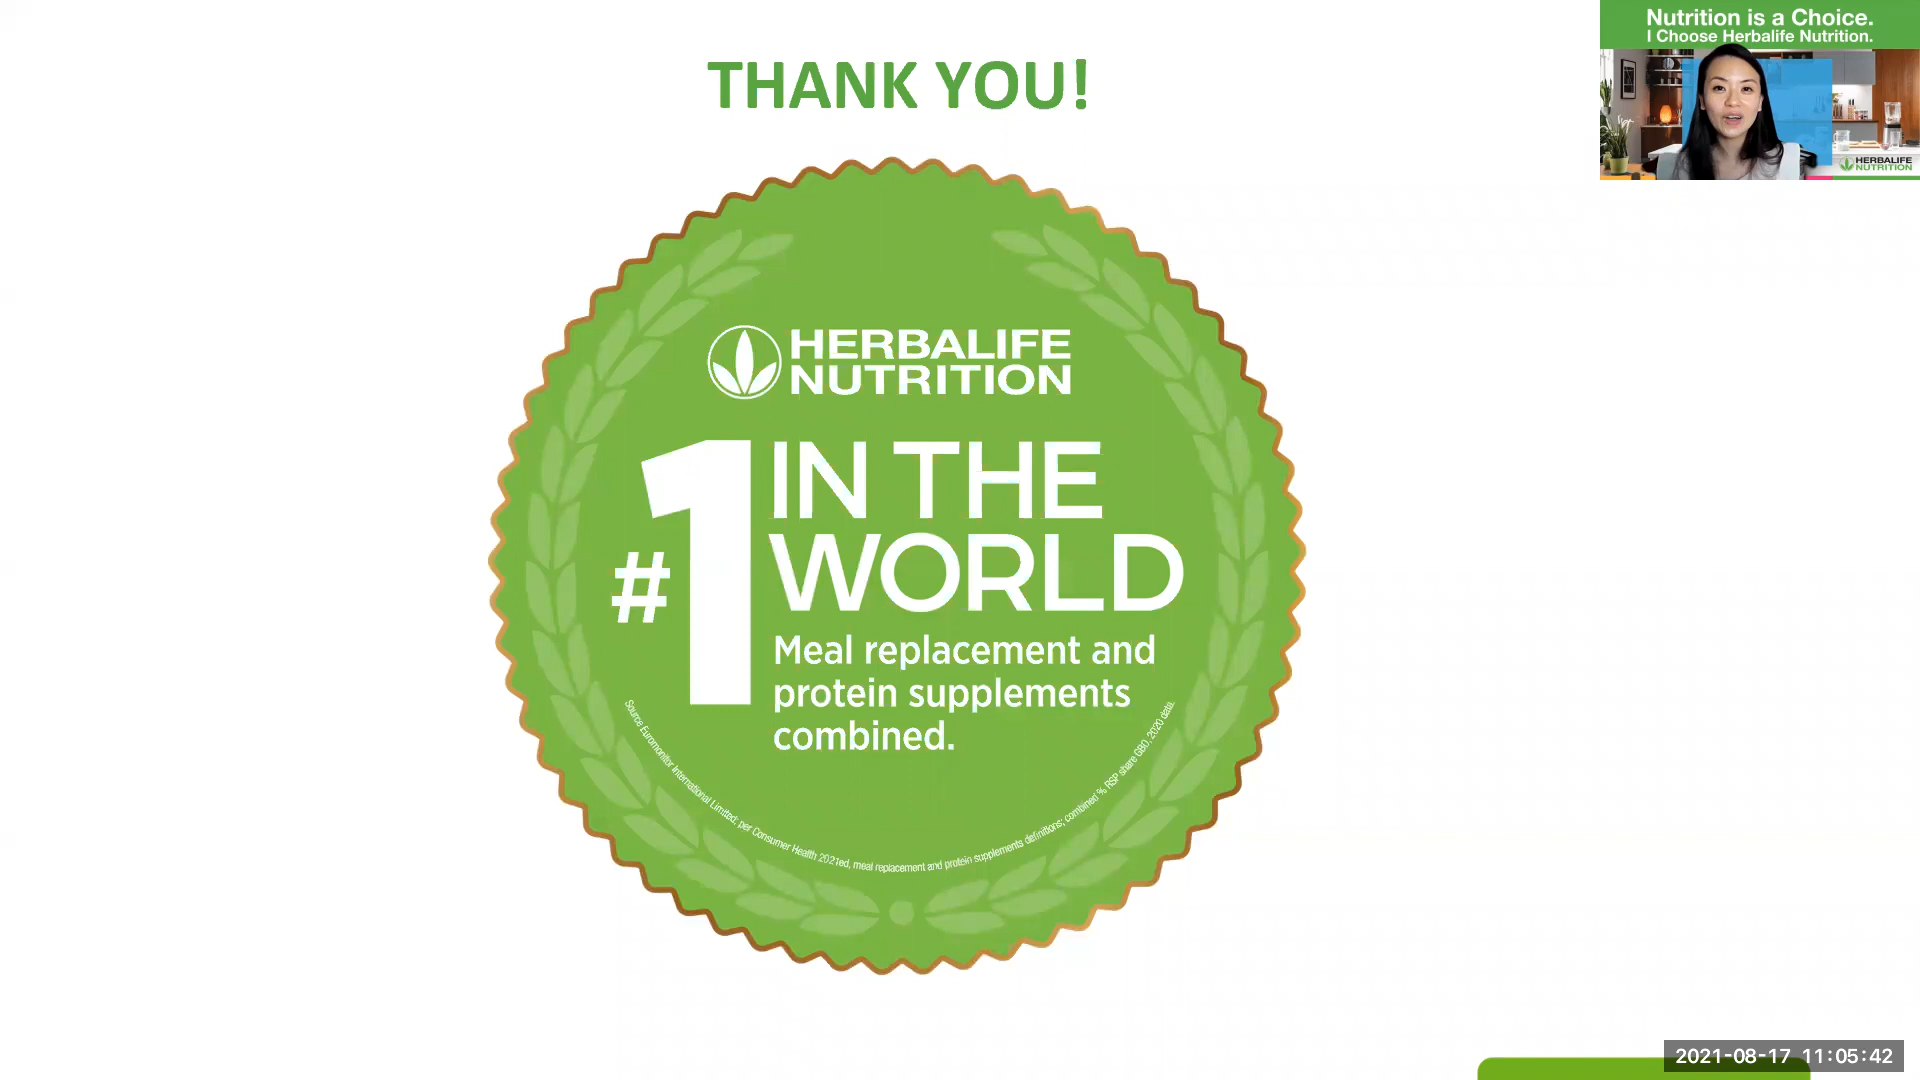 THANK YOU!
Nutrition is a Choice.
I Choose Herbalife Nutrition.
HERBALIFE
NUTRITION
HERBALIFE
NUTRITION
#1 IN THE
WORLD
Meal replacement and
protein supplements
combined.
Source Euromonitor International Limited; per Consumer Health 2021ed, meal replacement and protein supplements definitions; combined % RSP share GBO, 2020 data.
2021-08-17 11:05:42